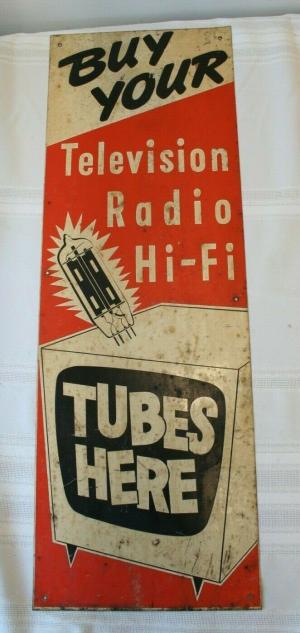 BUY
YOUR
Television
Radio
Hi-Fi
TUBES
HERE